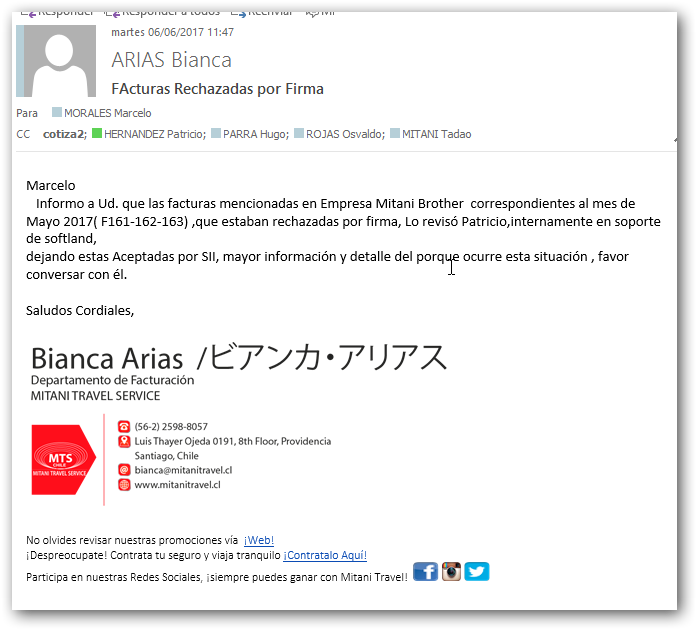 Responder
Responder a todos
Reenviar
MI
martes 06/06/2017 11:47
ARIAS Bianca
FActuras Rechazadas por Firma
Para MORALES Marcelo
CC cotiza2; HERNANDEZ Patricio; PARRA Hugo; ROJAS Osvaldo; MITANI Tadao
Marcelo
Informo a Ud. que las facturas mencionadas en Empresa Mitani Brother correspondientes al mes de
Mayo 2017( F161-162-163) ,que estaban rechazadas por firma, Lo revisó Patricio,internamente en soporte
de softland,
dejando estas Aceptadas por SII, mayor información y detalle del porque ocurre esta situación , favor
conversar con él.
Saludos Cordiales,
Bianca Arias /ビアンカ・アリアス
Departamento de Facturación
MITANI TRAVEL SERVICE
MTS
CHILE
MITANI TRAVEL SERVICE
(56-2) 2598-8057
Luis Thayer Ojeda 0191, 8th Floor, Providencia
Santiago, Chile
bianca@mitanitravel.cl
www.mitanitravel.cl
No olvides revisar nuestras promociones vía ¡Web!
¡Despreocupate! Contrata tu seguro y viaja tranquilo ¡Contratalo Aquí!
Participa en nuestras Redes Sociales, ¡siempre puedes ganar con Mitani Travel!